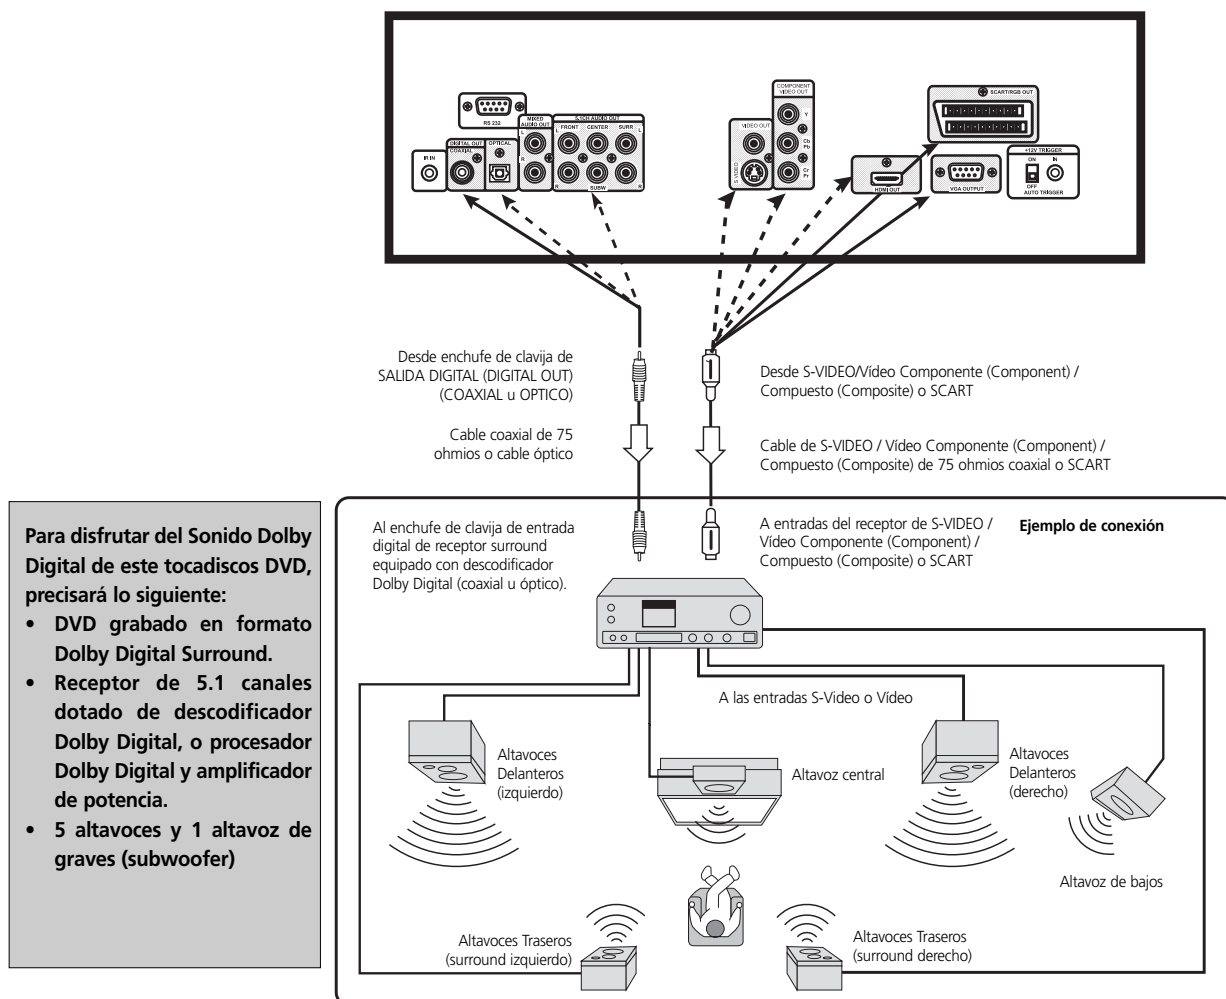 RS 232
IR IN
DIGITAL OUT
COAXIAL
OPTICAL
MIXED
AUDIO OUT
L
R
5.1CH AUDIO OUT
L FRONT CENTER SURR L
R SUBW R
VIDEO OUT
S VIDEO
COMPONENT
VIDEO OUT
Y
Cb
Pb
Cr
Pr
SCART/RGB OUT
HDMI OUT
VGA OUTPUT
+12V TRIGGER
ON IN
OFF
AUTO TRIGGER
Desde enchufe de clavija de
SALIDA DIGITAL (DIGITAL OUT)
(COAXIAL u OPTICO)
Cable coaxial de 75
ohmios o cable óptico
Desde S-VIDEO/Vídeo Componente (Component) /
Compuesto (Composite) o SCART
Cable de S-VIDEO / Vídeo Componente (Component) /
Compuesto (Composite) de 75 ohmios coaxial o SCART
Para disfrutar del Sonido Dolby
Digital de este tocadiscos DVD,
precisará lo siguiente:
• DVD grabado en formato
Dolby Digital Surround.
• Receptor de 5.1 canales
dotado de descodificador
Dolby Digital, o procesador
Dolby Digital y amplificador
de potencia.
• 5 altavoces y 1 altavoz de
graves (subwoofer)
Al enchufe de clavija de entrada
digital de receptor surround
equipado con descodificador
Dolby Digital (coaxial u óptico).
A entradas del receptor de S-VIDEO /
Vídeo Componente (Component) /
Compuesto (Composite) o SCART
Ejemplo de conexión
A las entradas S-Video o Vídeo
Altavoces
Delanteros
(izquierdo)
Altavoz central
Altavoces
Delanteros
(derecho)
Altavoz de bajos
Altavoces Traseros
(surround izquierdo)
Altavoces Traseros
(surround derecho)